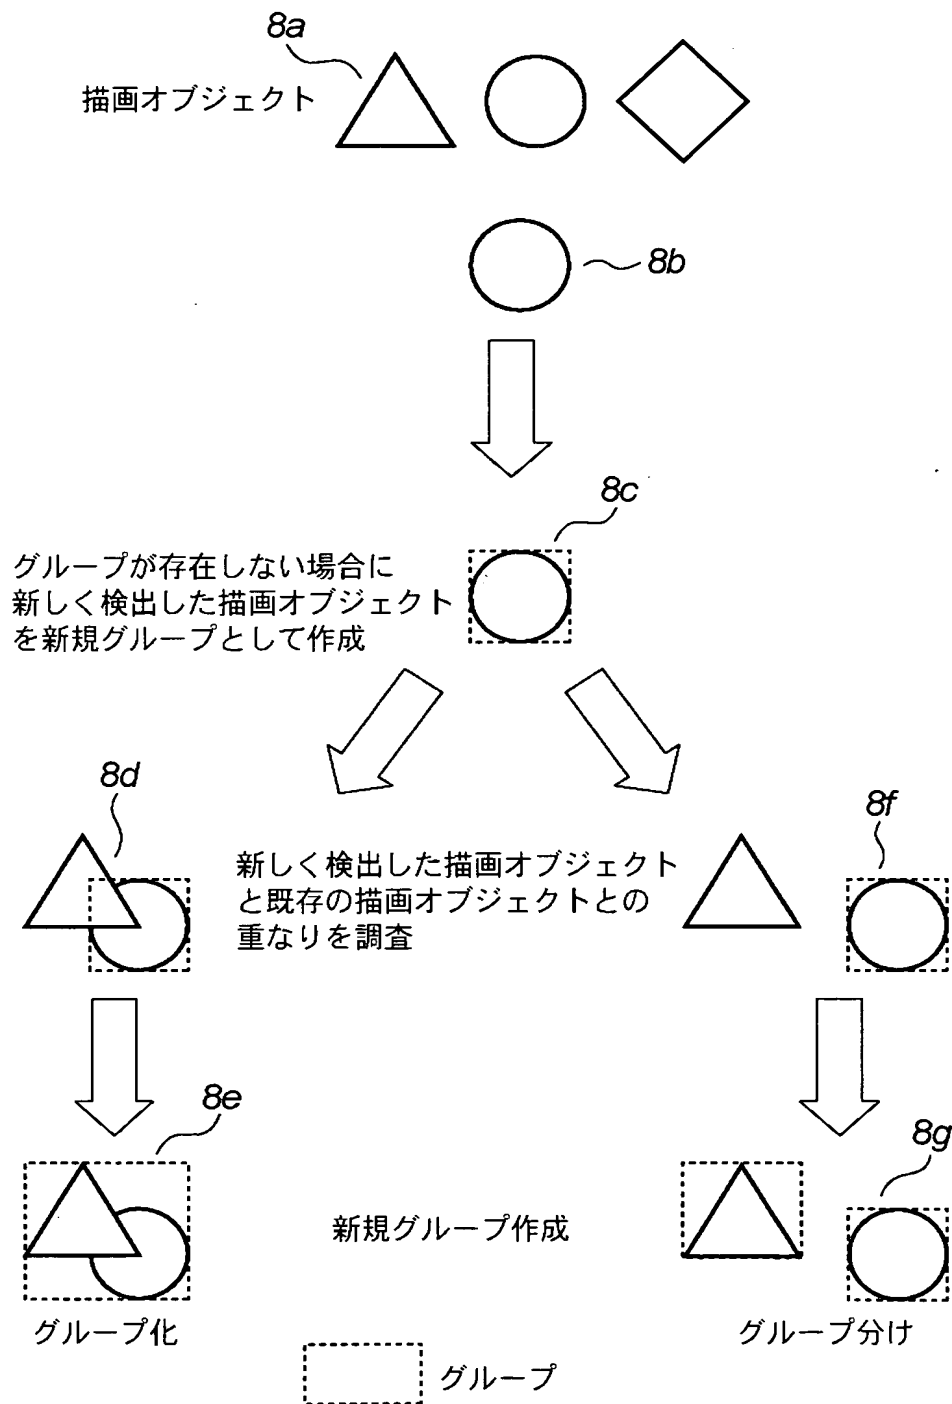 8a
描画オブジェクト
8b
8c
グループが存在しない場合に
新しく検出した描画オブジェクト
を新規グループとして作成
8d
8f
新しく検出した描画オブジェクト
と既存の描画オブジェクトとの
重なりを調査
8e
8g
新規グループ作成
グループ化
グループ分け
グループ